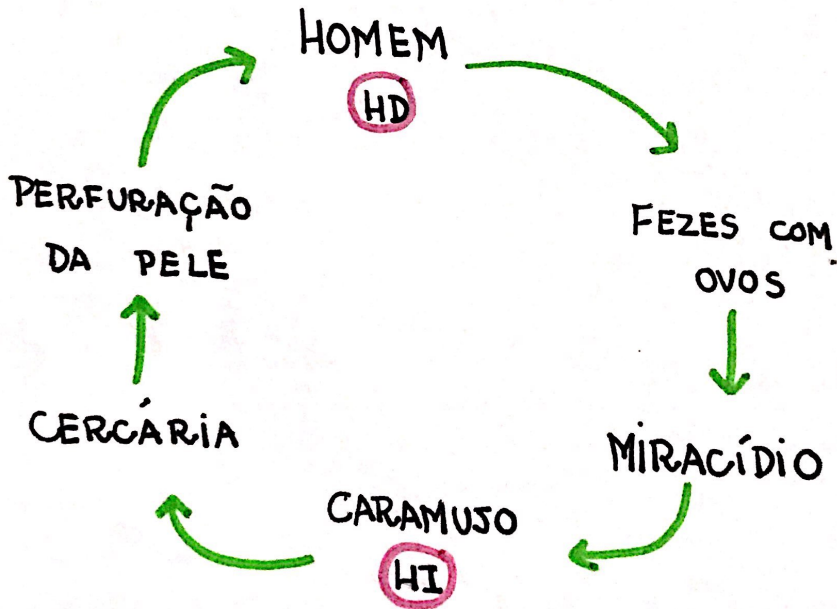 HOMEM
HD
FEZES COM
OVOS
MIRACÍDIO
CARAMUJO
HI
CERCÁRIA
PERFURAÇÃO
DA PELE